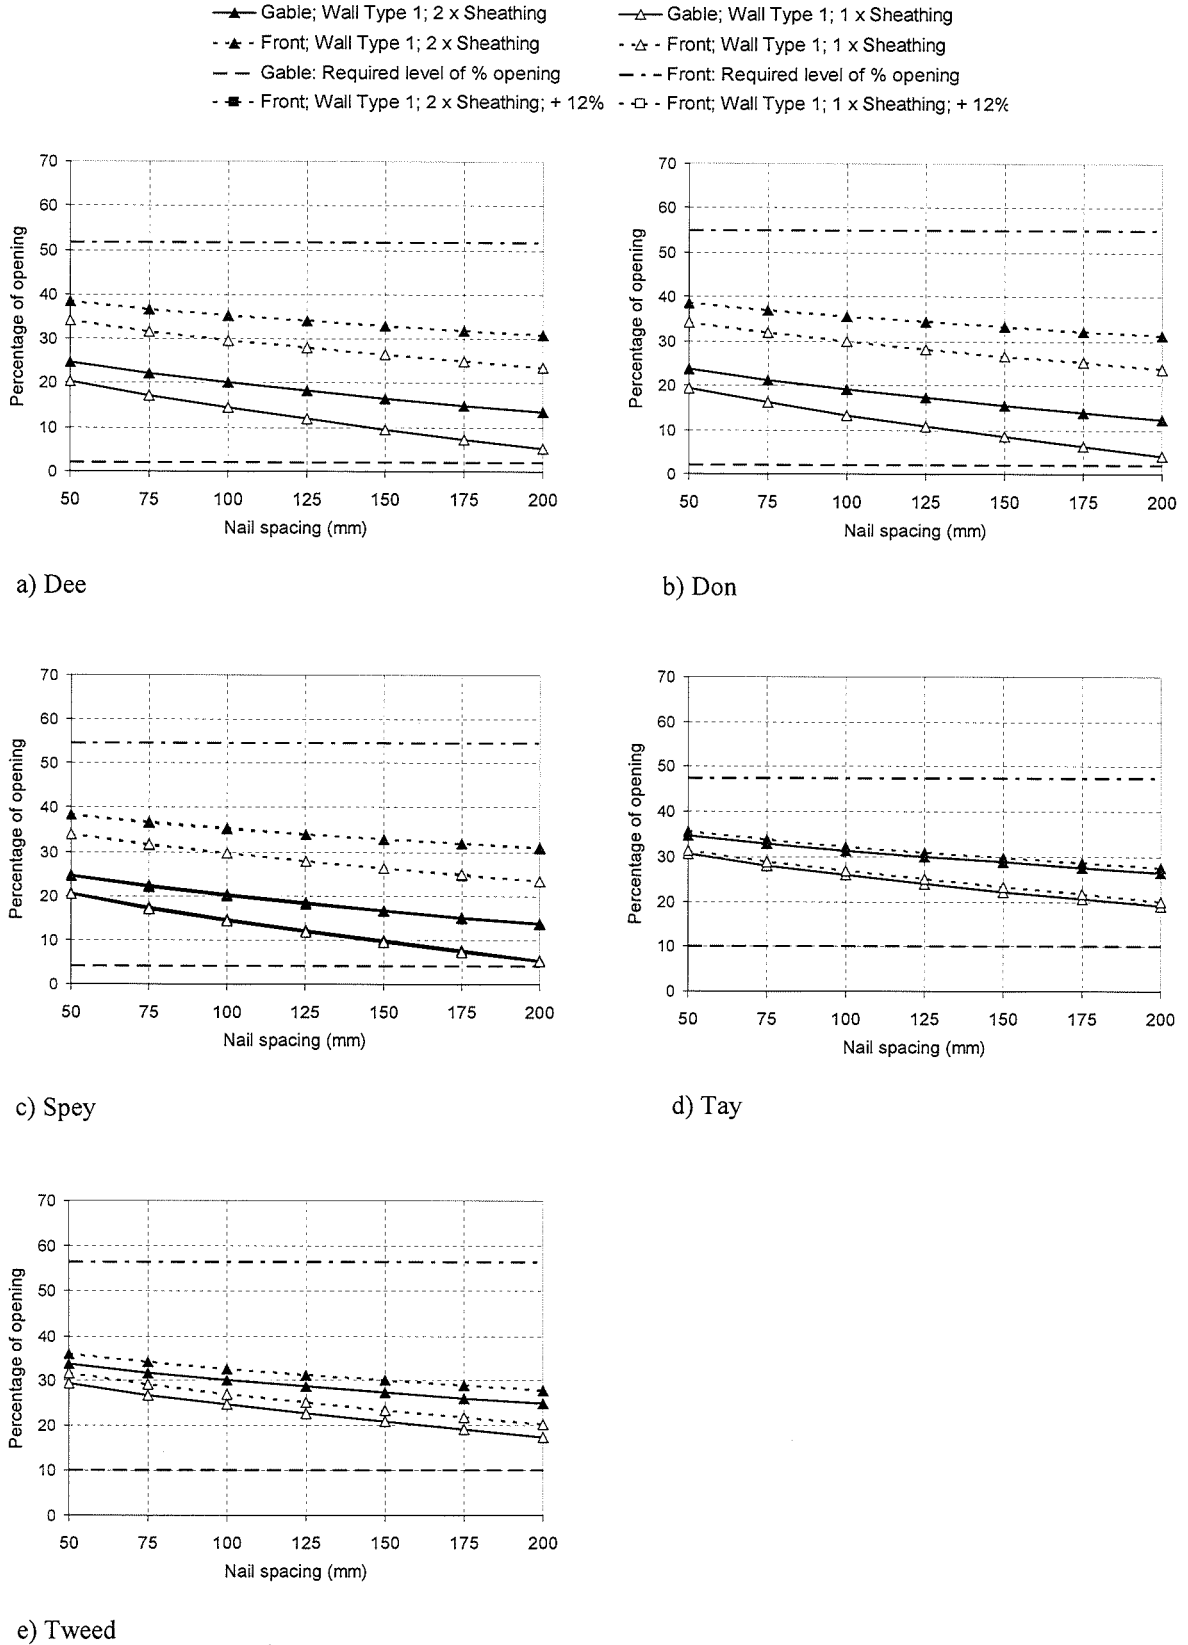 Gable; Wall Type 1; 2 x Sheathing
Gable; Wall Type 1; 1 x Sheathing
Front; Wall Type 1; 2 x Sheathing
Front; Wall Type 1; 1 x Sheathing
Gable: Required level of % opening
Front: Required level of % opening
Front; Wall Type 1; 2 x Sheathing; + 12%
Front; Wall Type 1; 1 x Sheathing; + 12%
Percentage of opening
70
60
50
40
30
20
10
0
50 75 100 125 150 175 200
Nail spacing (mm)
a) Dee
Percentage of opening
70
60
50
40
30
20
10
0
50 75 100 125 150 175 200
Nail spacing (mm)
b) Don
Percentage of opening
70
60
50
40
30
20
10
0
50 75 100 125 150 175 200
Nail spacing (mm)
c) Spey
Percentage of opening
70
60
50
40
30
20
10
0
50 75 100 125 150 175 200
Nail spacing (mm)
d) Tay
Percentage of opening
70
60
50
40
30
20
10
0
50 75 100 125 150 175 200
Nail spacing (mm)
e) Tweed